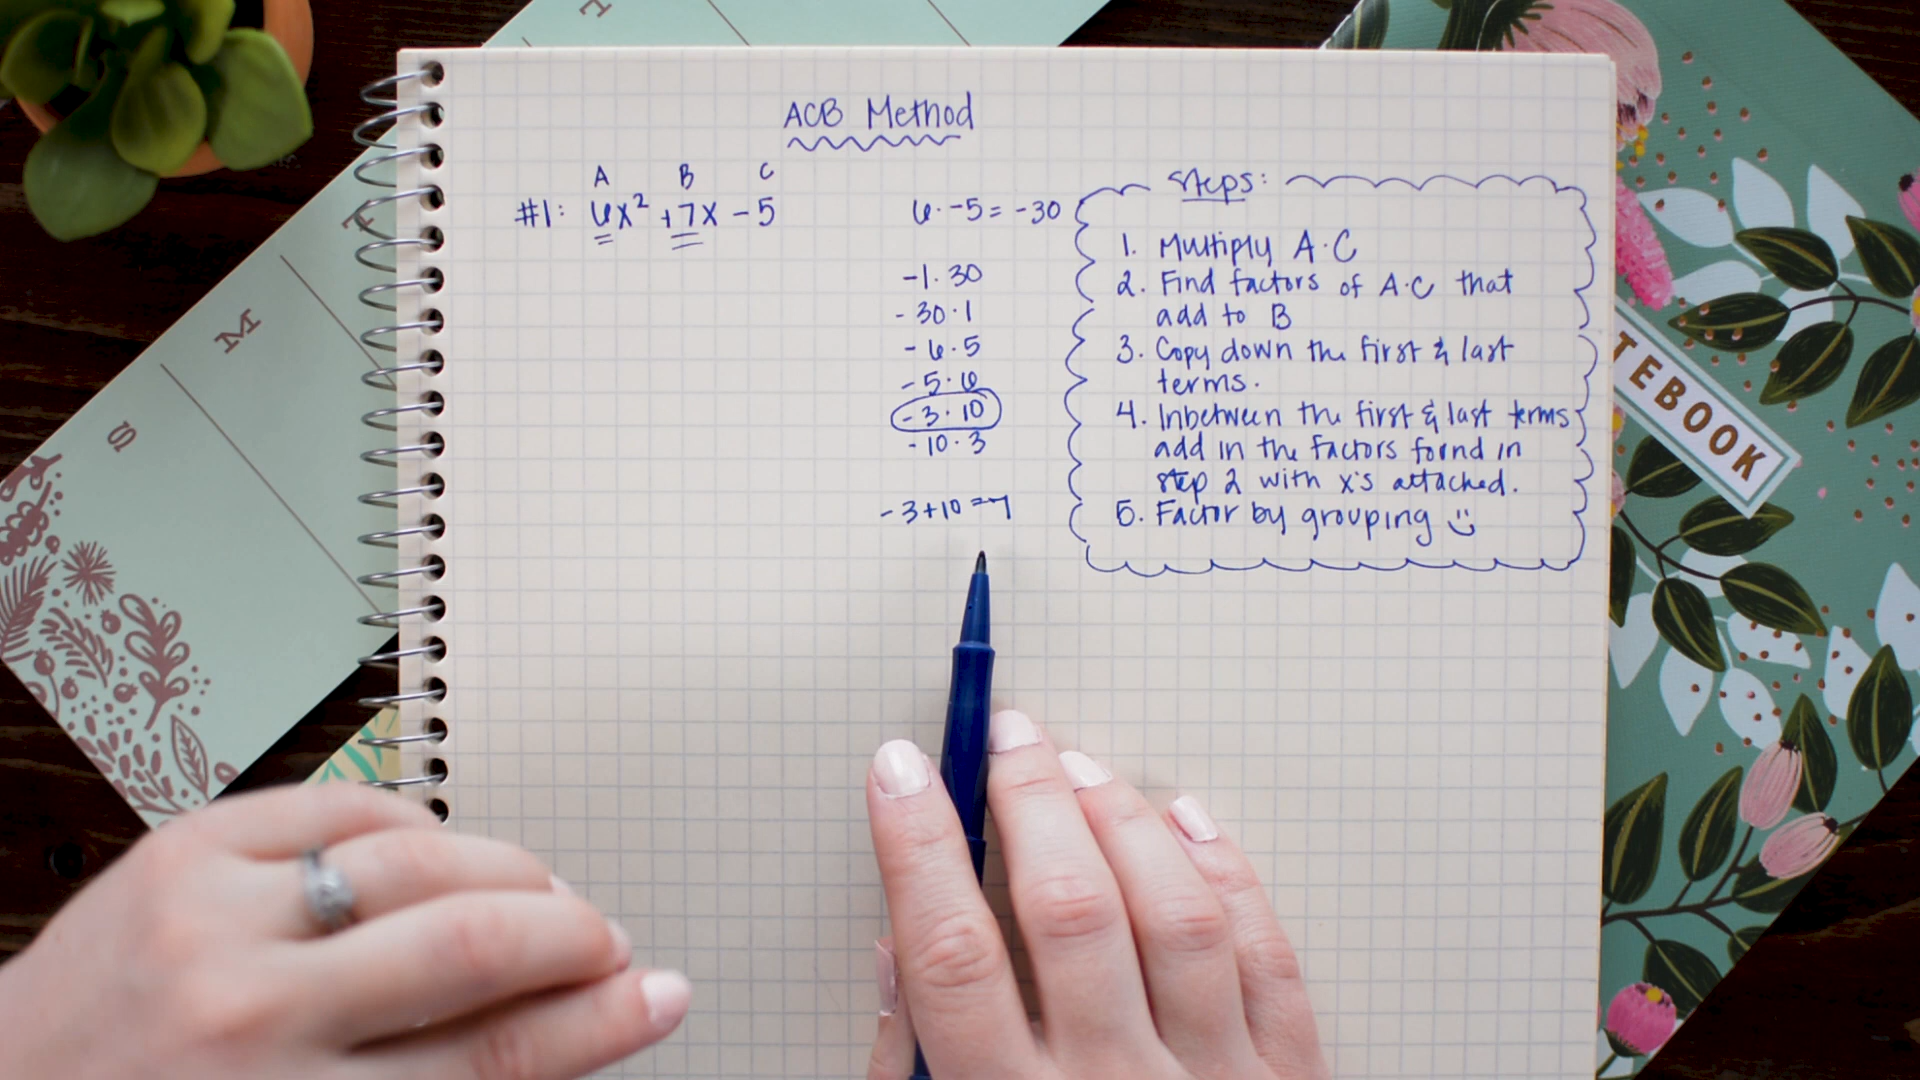 ACB Method
A B C
#1: 6x² +7x - 5
6 · -5 = -30
-1 · 30
-30 · 1
-6 · 5
-5 · 6
-3 · 10
-10 · 3
-3+10=7
Steps:
1. Multiply A·C
2. Find factors of A·C that
add to B
3. Copy down the first & last
terms.
4. Inbetween the first & last terms
add in the factors found in
step 2 with x's attached.
5. Factor by grouping :)
S
M
T
TEBOOK